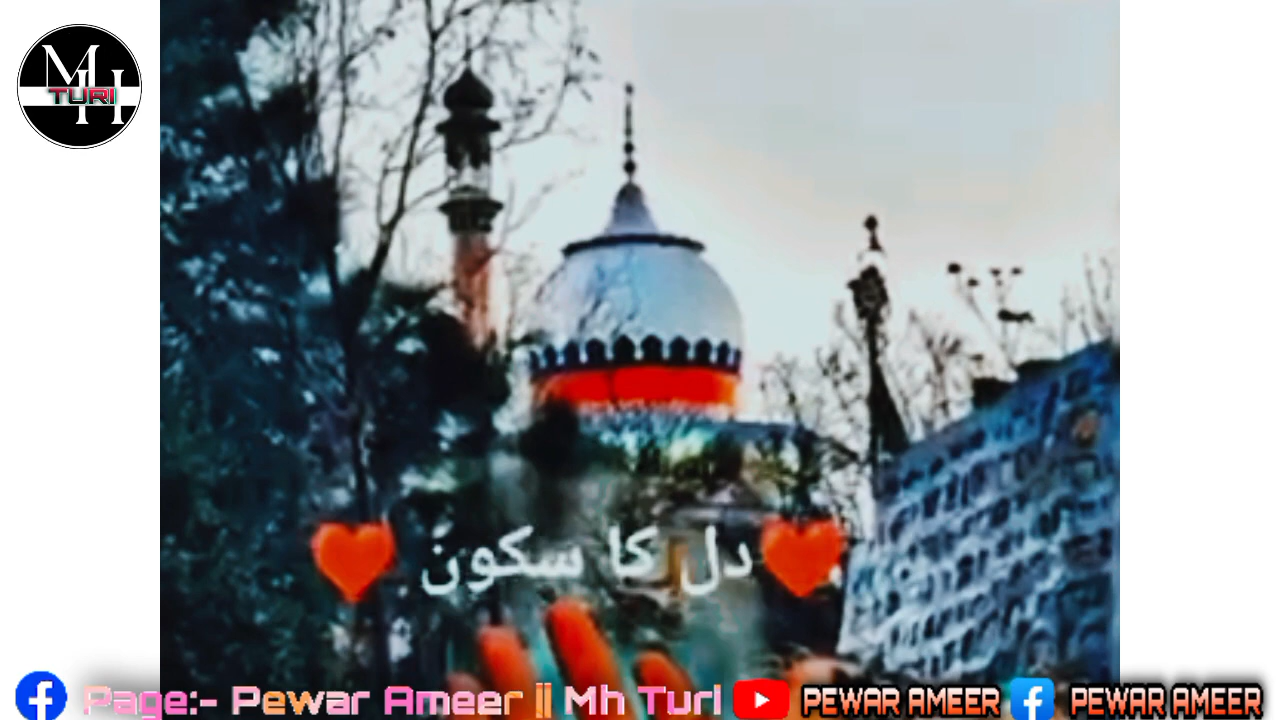 MH
TURI
دل کا سکون
Page:- Pewar Ameer || Mh Turi PEWAR AMEER PEWAR AMEER